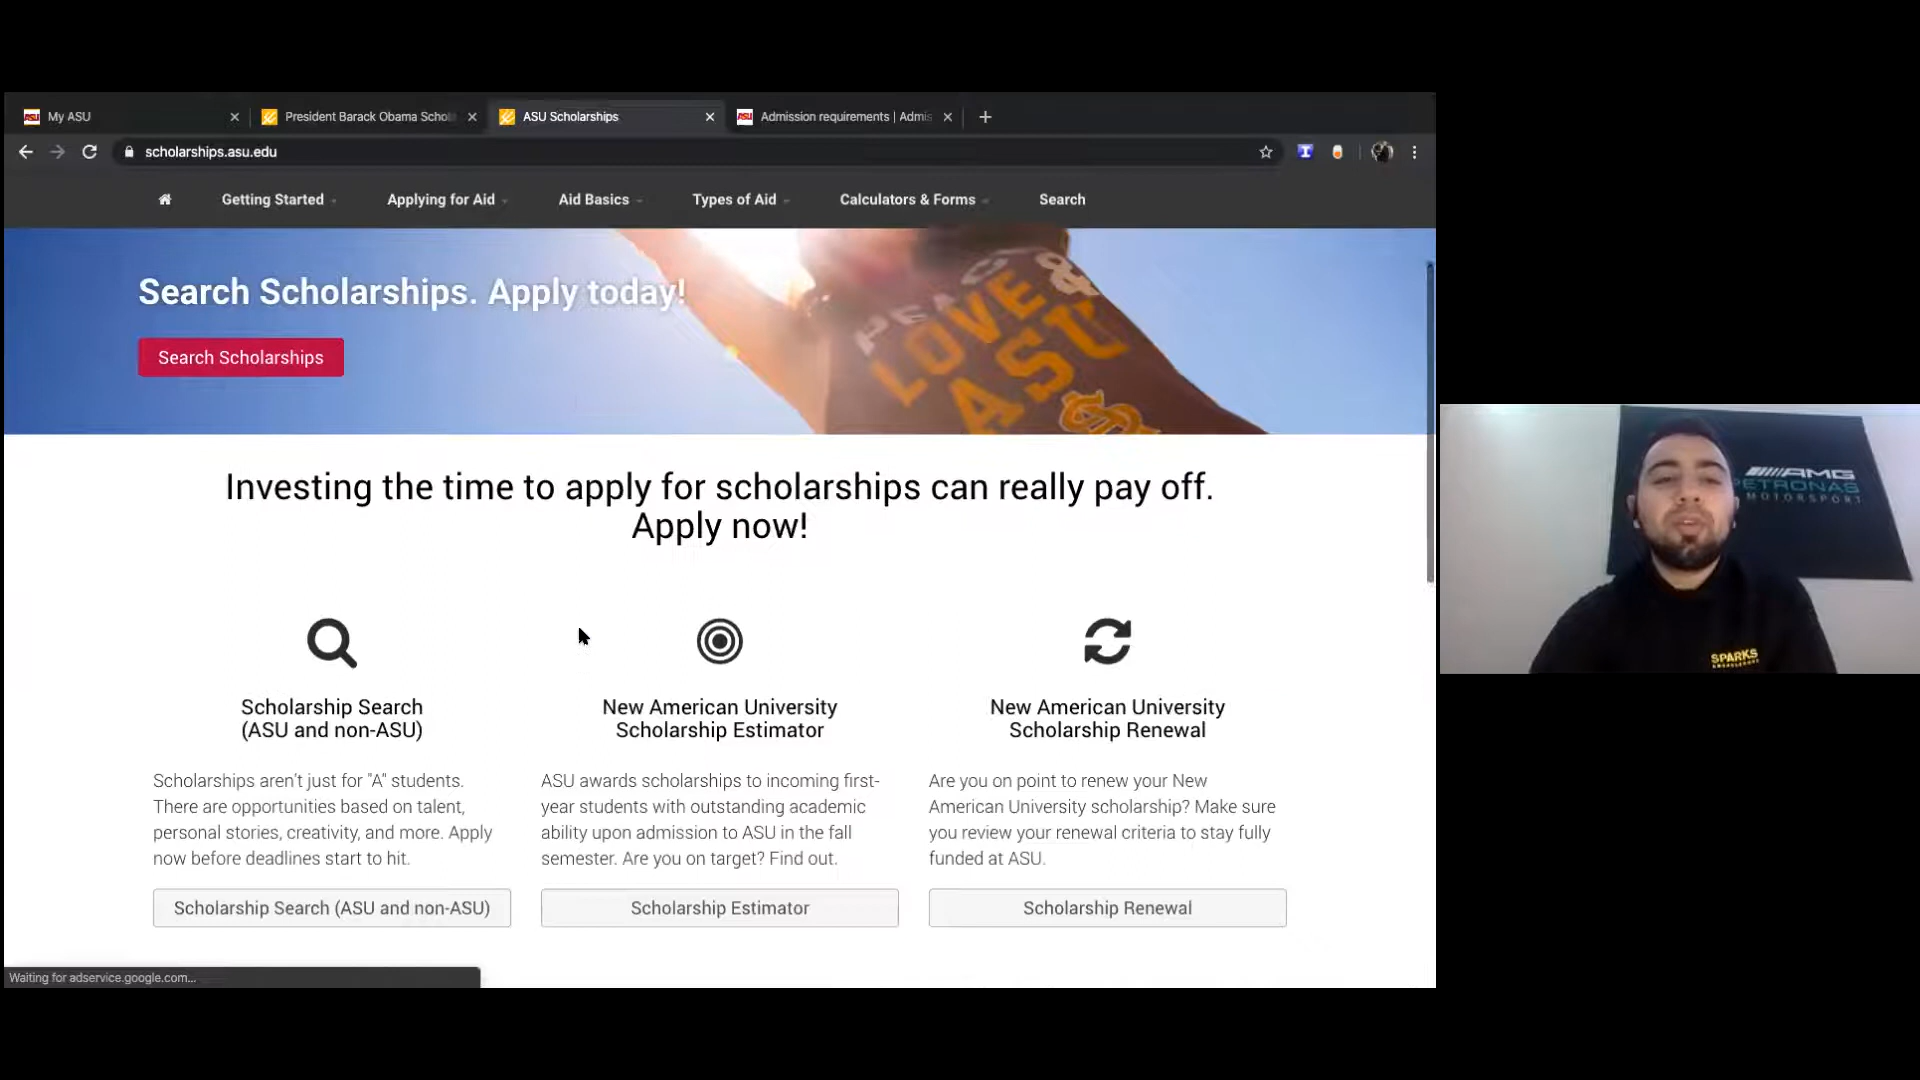 My ASU
President Barack Obama Schol
ASU Scholarships
Admission requirements | Admis
scholarships.asu.edu
Getting Started
Applying for Aid
Aid Basics
Types of Aid
Calculators & Forms
Search
Search Scholarships. Apply today!
Search Scholarships
PEAC
LOVE
ASU
Investing the time to apply for scholarships can really pay off.
Apply now!
Scholarship Search
(ASU and non-ASU)
Scholarships aren't just for "A" students.
There are opportunities based on talent,
personal stories, creativity, and more. Apply
now before deadlines start to hit.
Scholarship Search (ASU and non-ASU)
New American University
Scholarship Estimator
ASU awards scholarships to incoming first-
year students with outstanding academic
ability upon admission to ASU in the fall
semester. Are you on target? Find out.
Scholarship Estimator
New American University
Scholarship Renewal
Are you on point to renew your New
American University scholarship? Make sure
you review your renewal criteria to stay fully
funded at ASU.
Scholarship Renewal
Waiting for adservice.google.com...
AMG
PETRONAS
MOTORSPORT
SPARKS